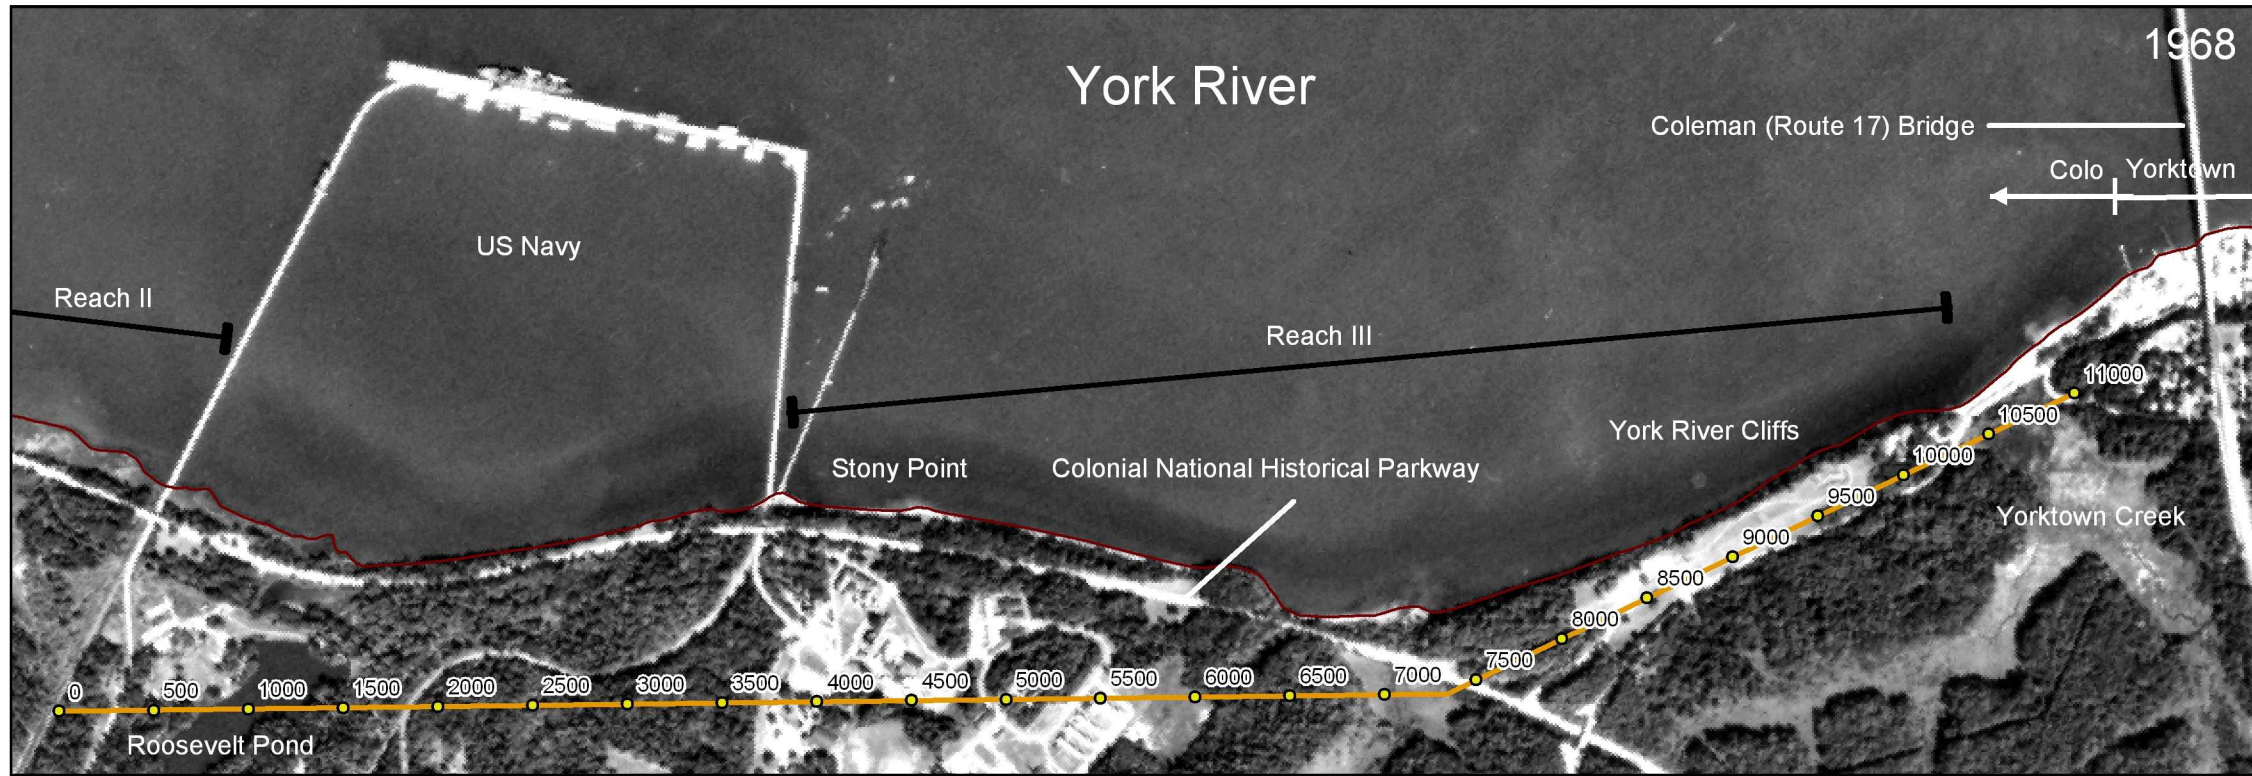 1968
York River
Coleman (Route 17) Bridge
Colo
Yorktown
US Navy
Reach II
Reach III
York River Cliffs
Stony Point
Colonial National Historical Parkway
Yorktown Creek
0
500
1000
1500
2000
2500
3000
3500
4000
4500
5000
5500
6000
6500
7000
7500
8000
8500
9000
9500
10000
10500
11000
Roosevelt Pond